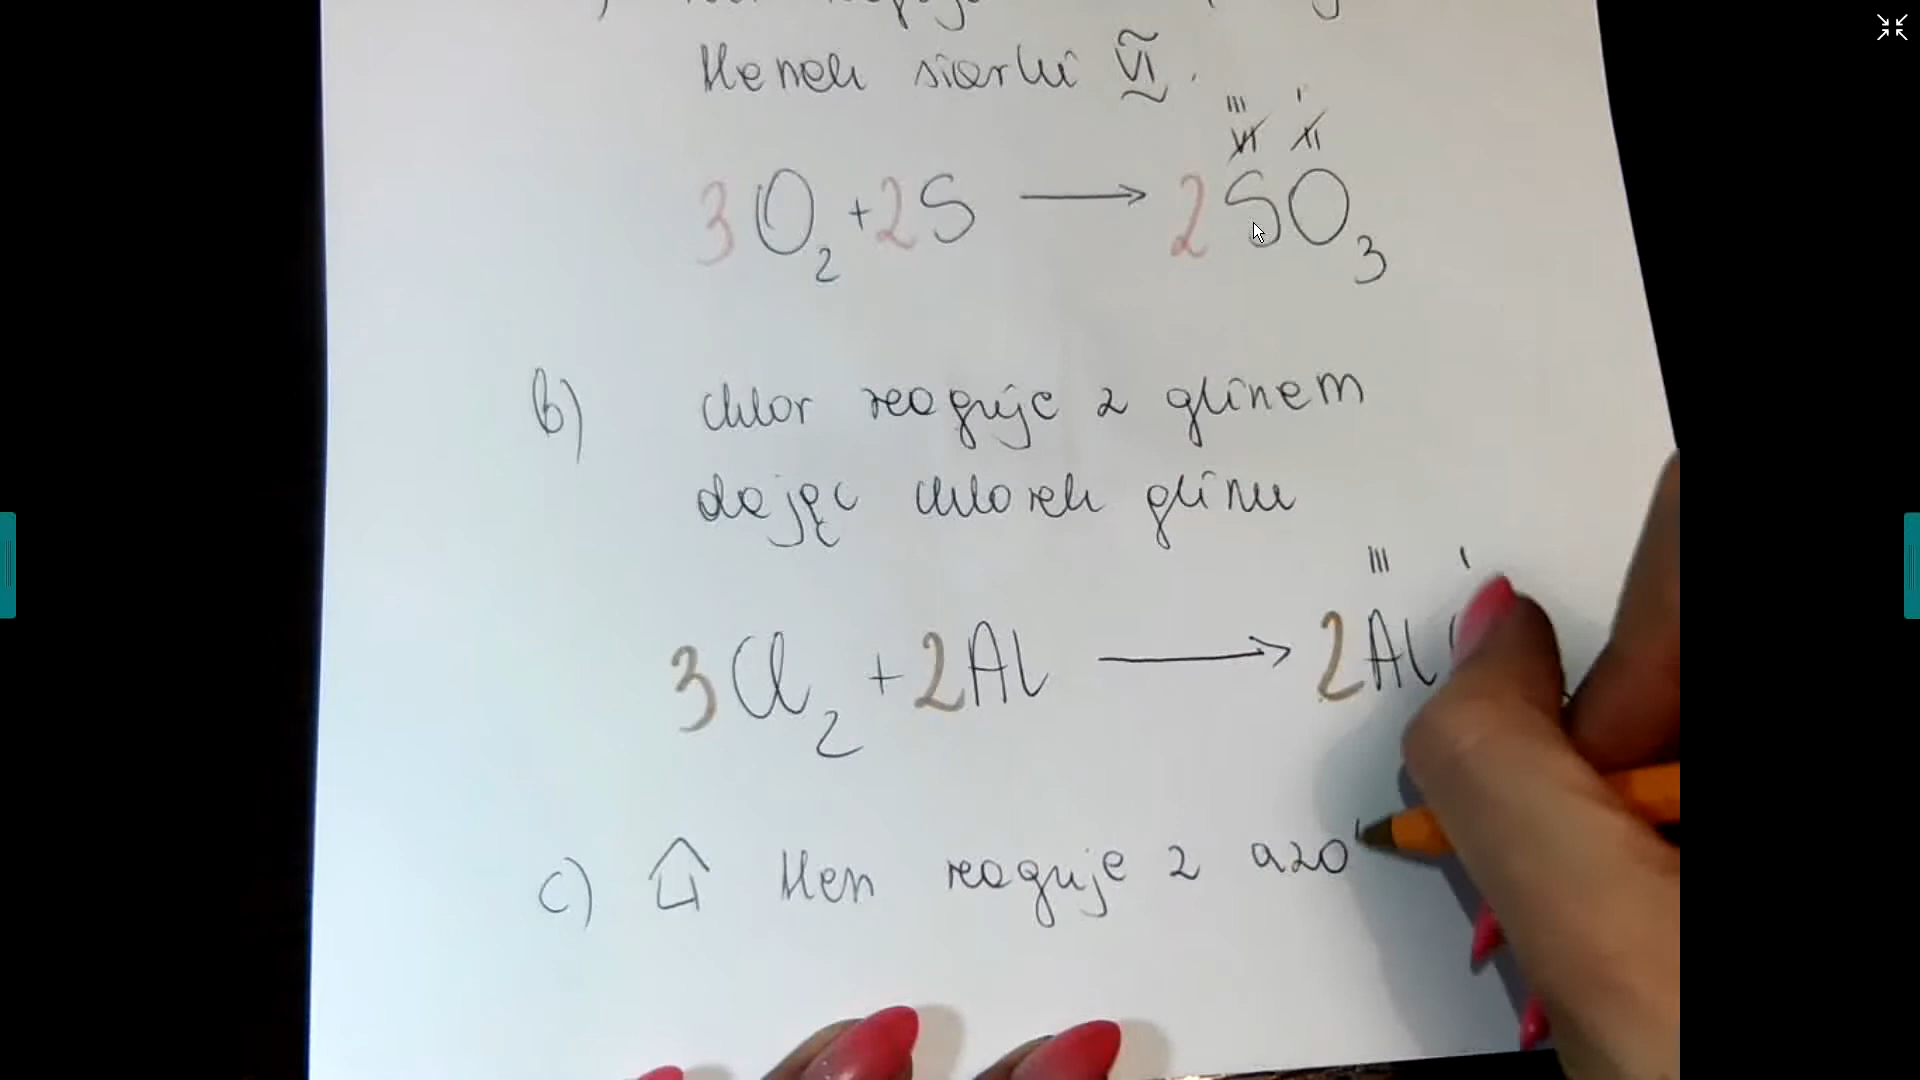 tlenek siarki VI.
III I
VI II
3O₂ + 2S → 2SO₃
b) chlor reaguje z glinem
dając chlorek glinu
III I
3Cl₂ + 2Al → 2Al
c) tlen reaguje z azot